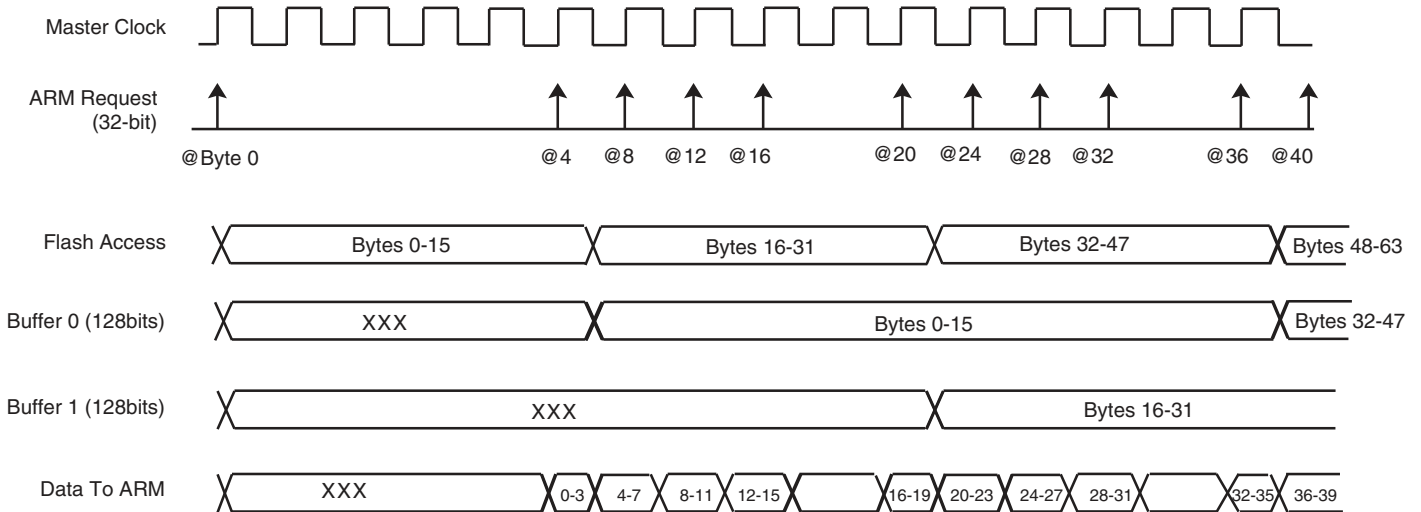 Master Clock
ARM Request
(32-bit)
@Byte 0 @4 @8 @12 @16 @20 @24 @28 @32 @36 @40
Flash Access Bytes 0-15 Bytes 16-31 Bytes 32-47 Bytes 48-63
Buffer 0 (128bits) XXX Bytes 0-15 Bytes 32-47
Buffer 1 (128bits) XXX Bytes 16-31
Data To ARM XXX 0-3 4-7 8-11 12-15 16-19 20-23 24-27 28-31 32-35 36-39